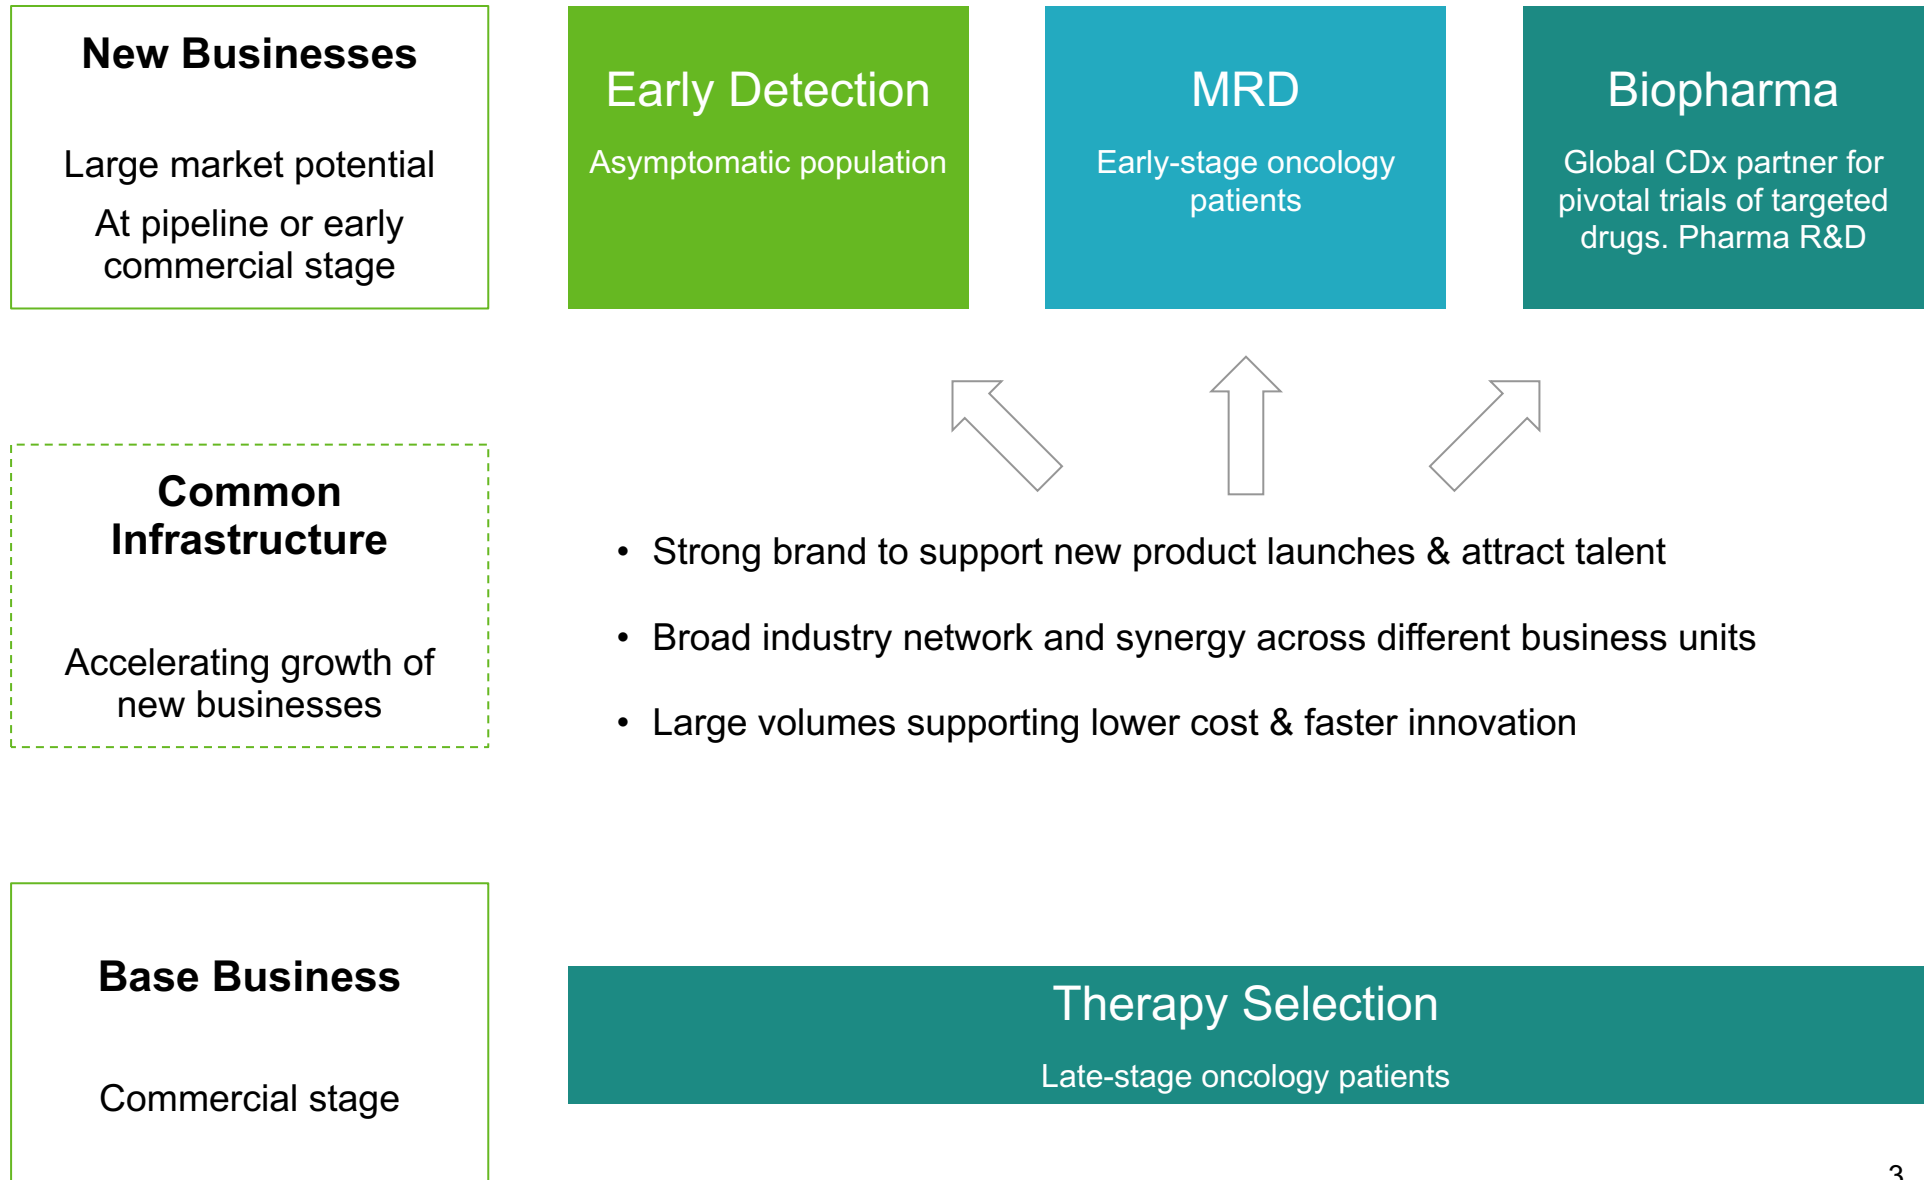 New Businesses
Large market potential
At pipeline or early
commercial stage
Early Detection
Asymptomatic population
MRD
Early-stage oncology
patients
Biopharma
Global CDx partner for
pivotal trials of targeted
drugs. Pharma R&D
Common
Infrastructure
Accelerating growth of
new businesses
• Strong brand to support new product launches & attract talent
• Broad industry network and synergy across different business units
• Large volumes supporting lower cost & faster innovation
Base Business
Commercial stage
Therapy Selection
Late-stage oncology patients
3